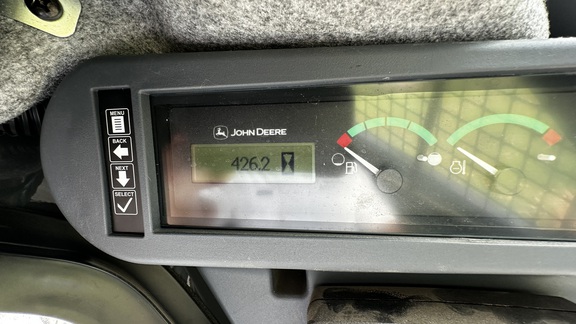 MENU
BACK
NEXT
SELECT
JOHN DEERE
426.2